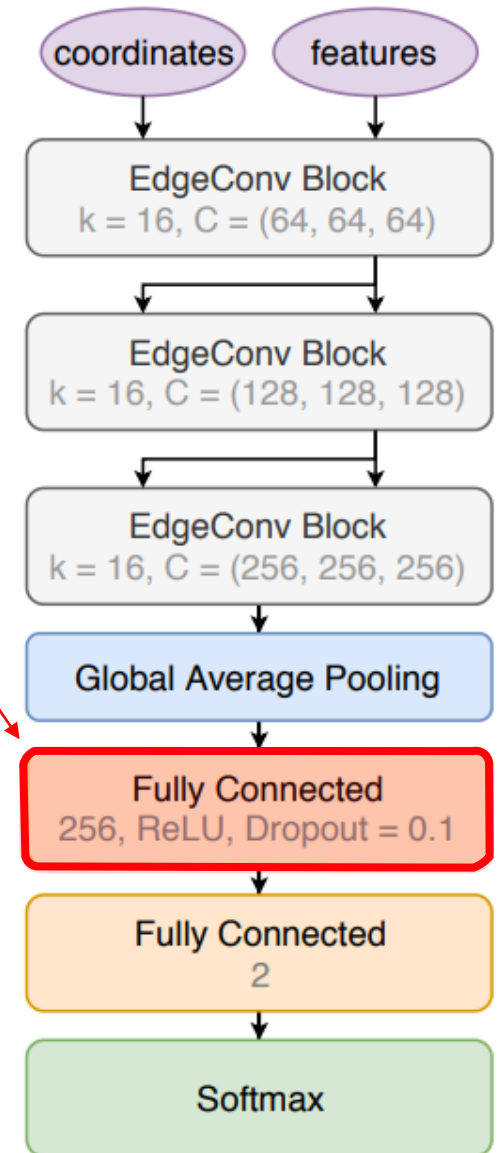 coordinates features
EdgeConv Block
k = 16, C = (64, 64, 64)
EdgeConv Block
k = 16, C = (128, 128, 128)
EdgeConv Block
k = 16, C = (256, 256, 256)
Global Average Pooling
Fully Connected
256, ReLU, Dropout = 0.1
Fully Connected
2
Softmax